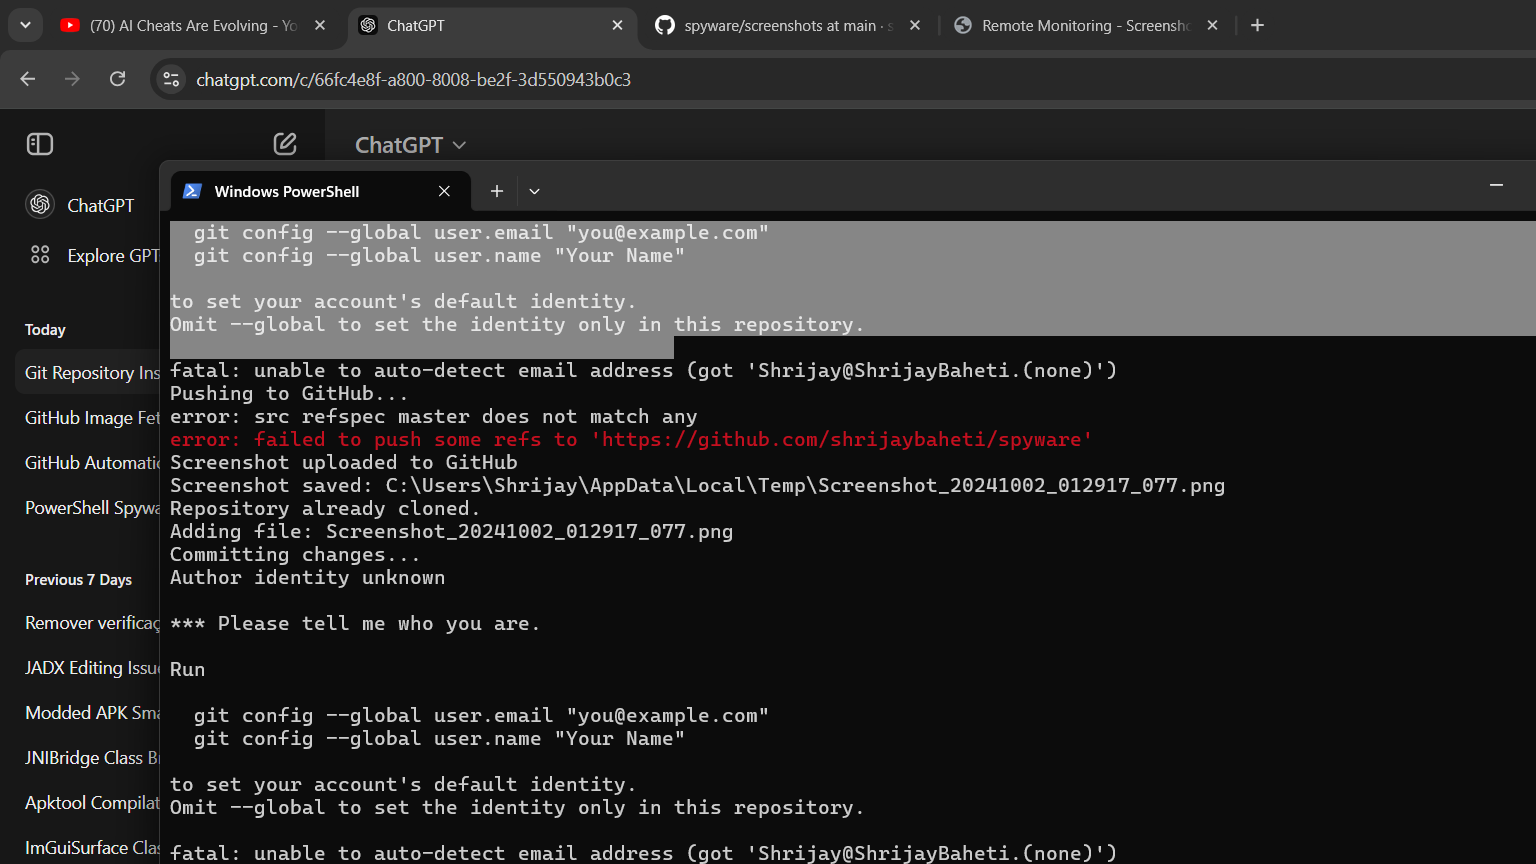 (70) AI Cheats Are Evolving - Yo
ChatGPT
spyware/screenshots at main · s
Remote Monitoring - Screensho
chatgpt.com/c/66fc4e8f-a800-8008-be2f-3d550943b0c3
ChatGPT
ChatGPT
Explore GPT
Today
Git Repository Ins
GitHub Image Fet
GitHub Automatic
PowerShell Spywa
Previous 7 Days
Remover verificaç
JADX Editing Issue
Modded APK Sma
JNIBridge Class Br
Apktool Compilat
ImGuiSurface Clas
Windows PowerShell
git config --global user.email "you@example.com"
git config --global user.name "Your Name"
to set your account's default identity.
Omit --global to set the identity only in this repository.
fatal: unable to auto-detect email address (got 'Shrijay@ShrijayBaheti.(none)')
Pushing to GitHub...
error: src refspec master does not match any
error: failed to push some refs to 'https://github.com/shrijaybaheti/spyware'
Screenshot uploaded to GitHub
Screenshot saved: C:\Users\Shrijay\AppData\Local\Temp\Screenshot_20241002_012917_077.png
Repository already cloned.
Adding file: Screenshot_20241002_012917_077.png
Committing changes...
Author identity unknown
*** Please tell me who you are.
Run
git config --global user.email "you@example.com"
git config --global user.name "Your Name"
to set your account's default identity.
Omit --global to set the identity only in this repository.
fatal: unable to auto-detect email address (got 'Shrijay@ShrijayBaheti.(none)')